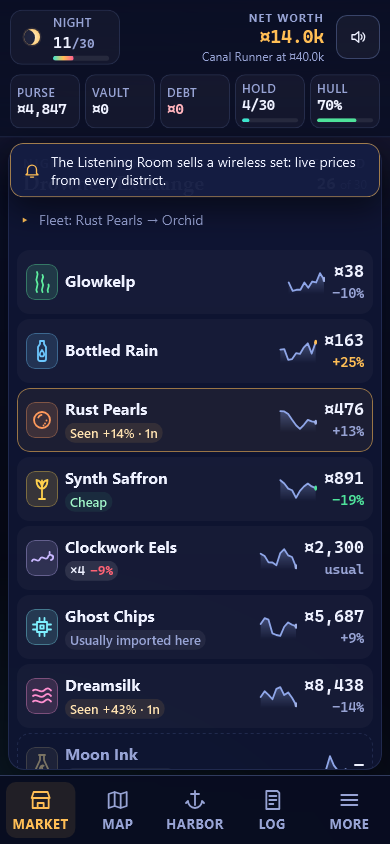 NIGHT
11/30
NET WORTH
¤14.0k
Canal Runner at ¤40.0k
PURSE
¤4,847
VAULT
¤0
DEBT
¤0
HOLD
4/30
HULL
70%
The Listening Room sells a wireless set: live prices
from every district.
Fleet: Rust Pearls → Orchid
Glowkelp
¤38
−10%
Bottled Rain
¤163
+25%
Rust Pearls
Seen +14% · 1n
¤476
+13%
Synth Saffron
Cheap
¤891
−19%
Clockwork Eels
×4 −9%
¤2,300
usual
Ghost Chips
Usually imported here
¤5,687
+9%
Dreamsilk
Seen +43% · 1n
¤8,438
−14%
Moon Ink
—
MARKET
MAP
HARBOR
LOG
MORE